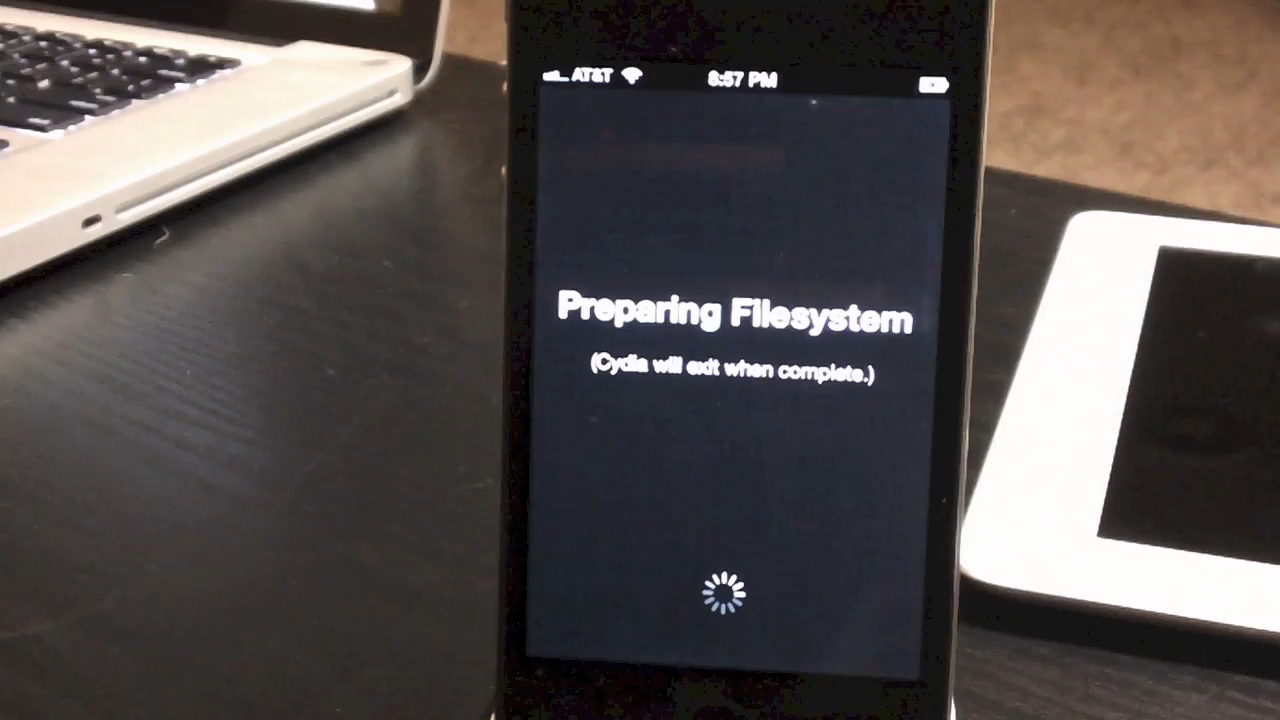 AT&T 8:57 PM
Preparing Filesystem
(Cydia will exit when complete.)